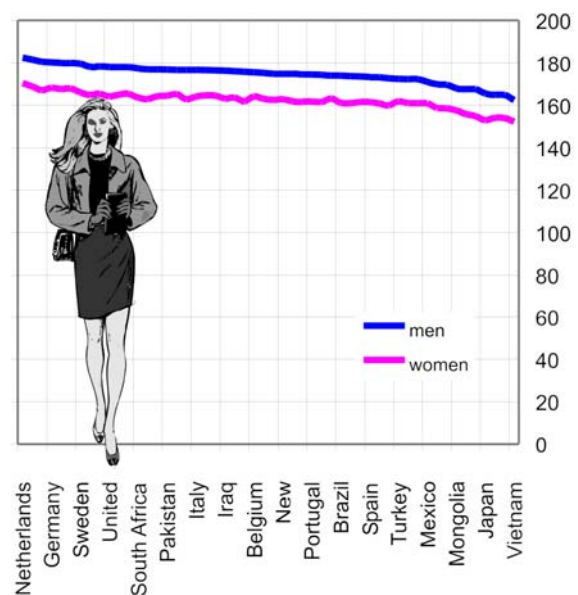 200
180
160
140
120
100
80
60
40
20
0
men
women
Netherlands
Germany
Sweden
United
South Africa
Pakistan
Italy
Iraq
Belgium
New
Portugal
Brazil
Spain
Turkey
Mexico
Mongolia
Japan
Vietnam